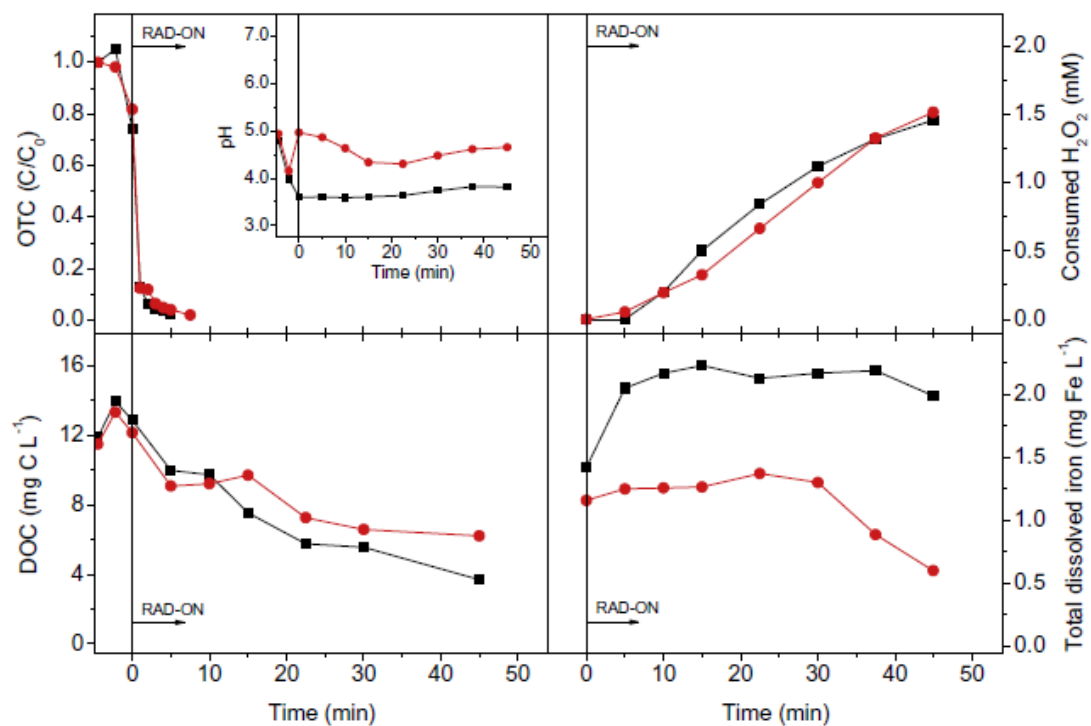 RAD-ON
OTC (C/C₀)
1.0
0.8
0.6
0.4
0.2
0.0
pH
7.0
6.0
5.0
4.0
3.0
0 10 20 30 40 50
Time (min)
RAD-ON
2.0
1.5
1.0
0.5
0.0
Consumed H₂O₂ (mM)
DOC (mg C L⁻¹)
16
12
8
4
0
RAD-ON
0 10 20 30 40 50
Time (min)
RAD-ON
2.0
1.5
1.0
0.5
0.0
Total dissolved iron (mg Fe L⁻¹)
0 10 20 30 40 50
Time (min)